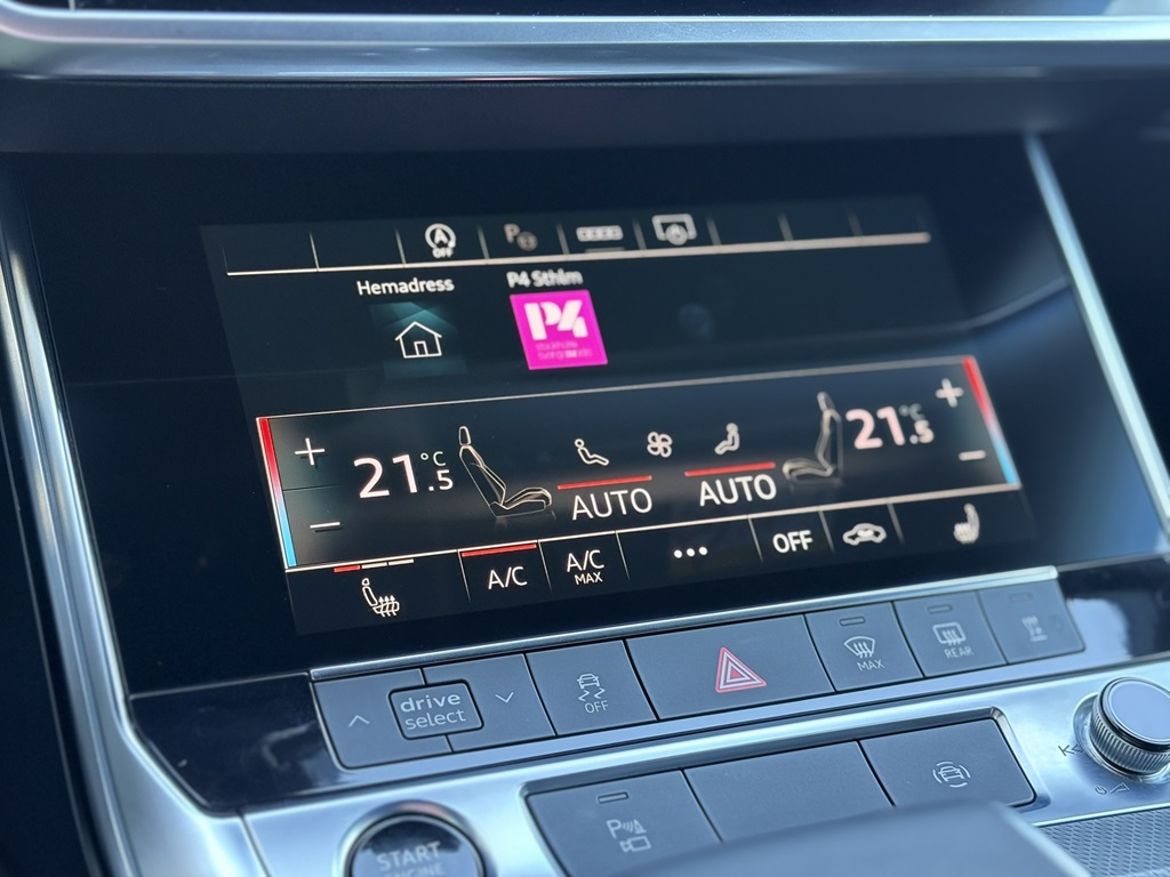 A
OFF
P
Hemadress
P4 Sthlm
P4
21.5 °C
AUTO
AUTO
21.5 °C
A/C
A/C
MAX
OFF
drive
select
OFF
MAX
REAR
P
START
ENGINE